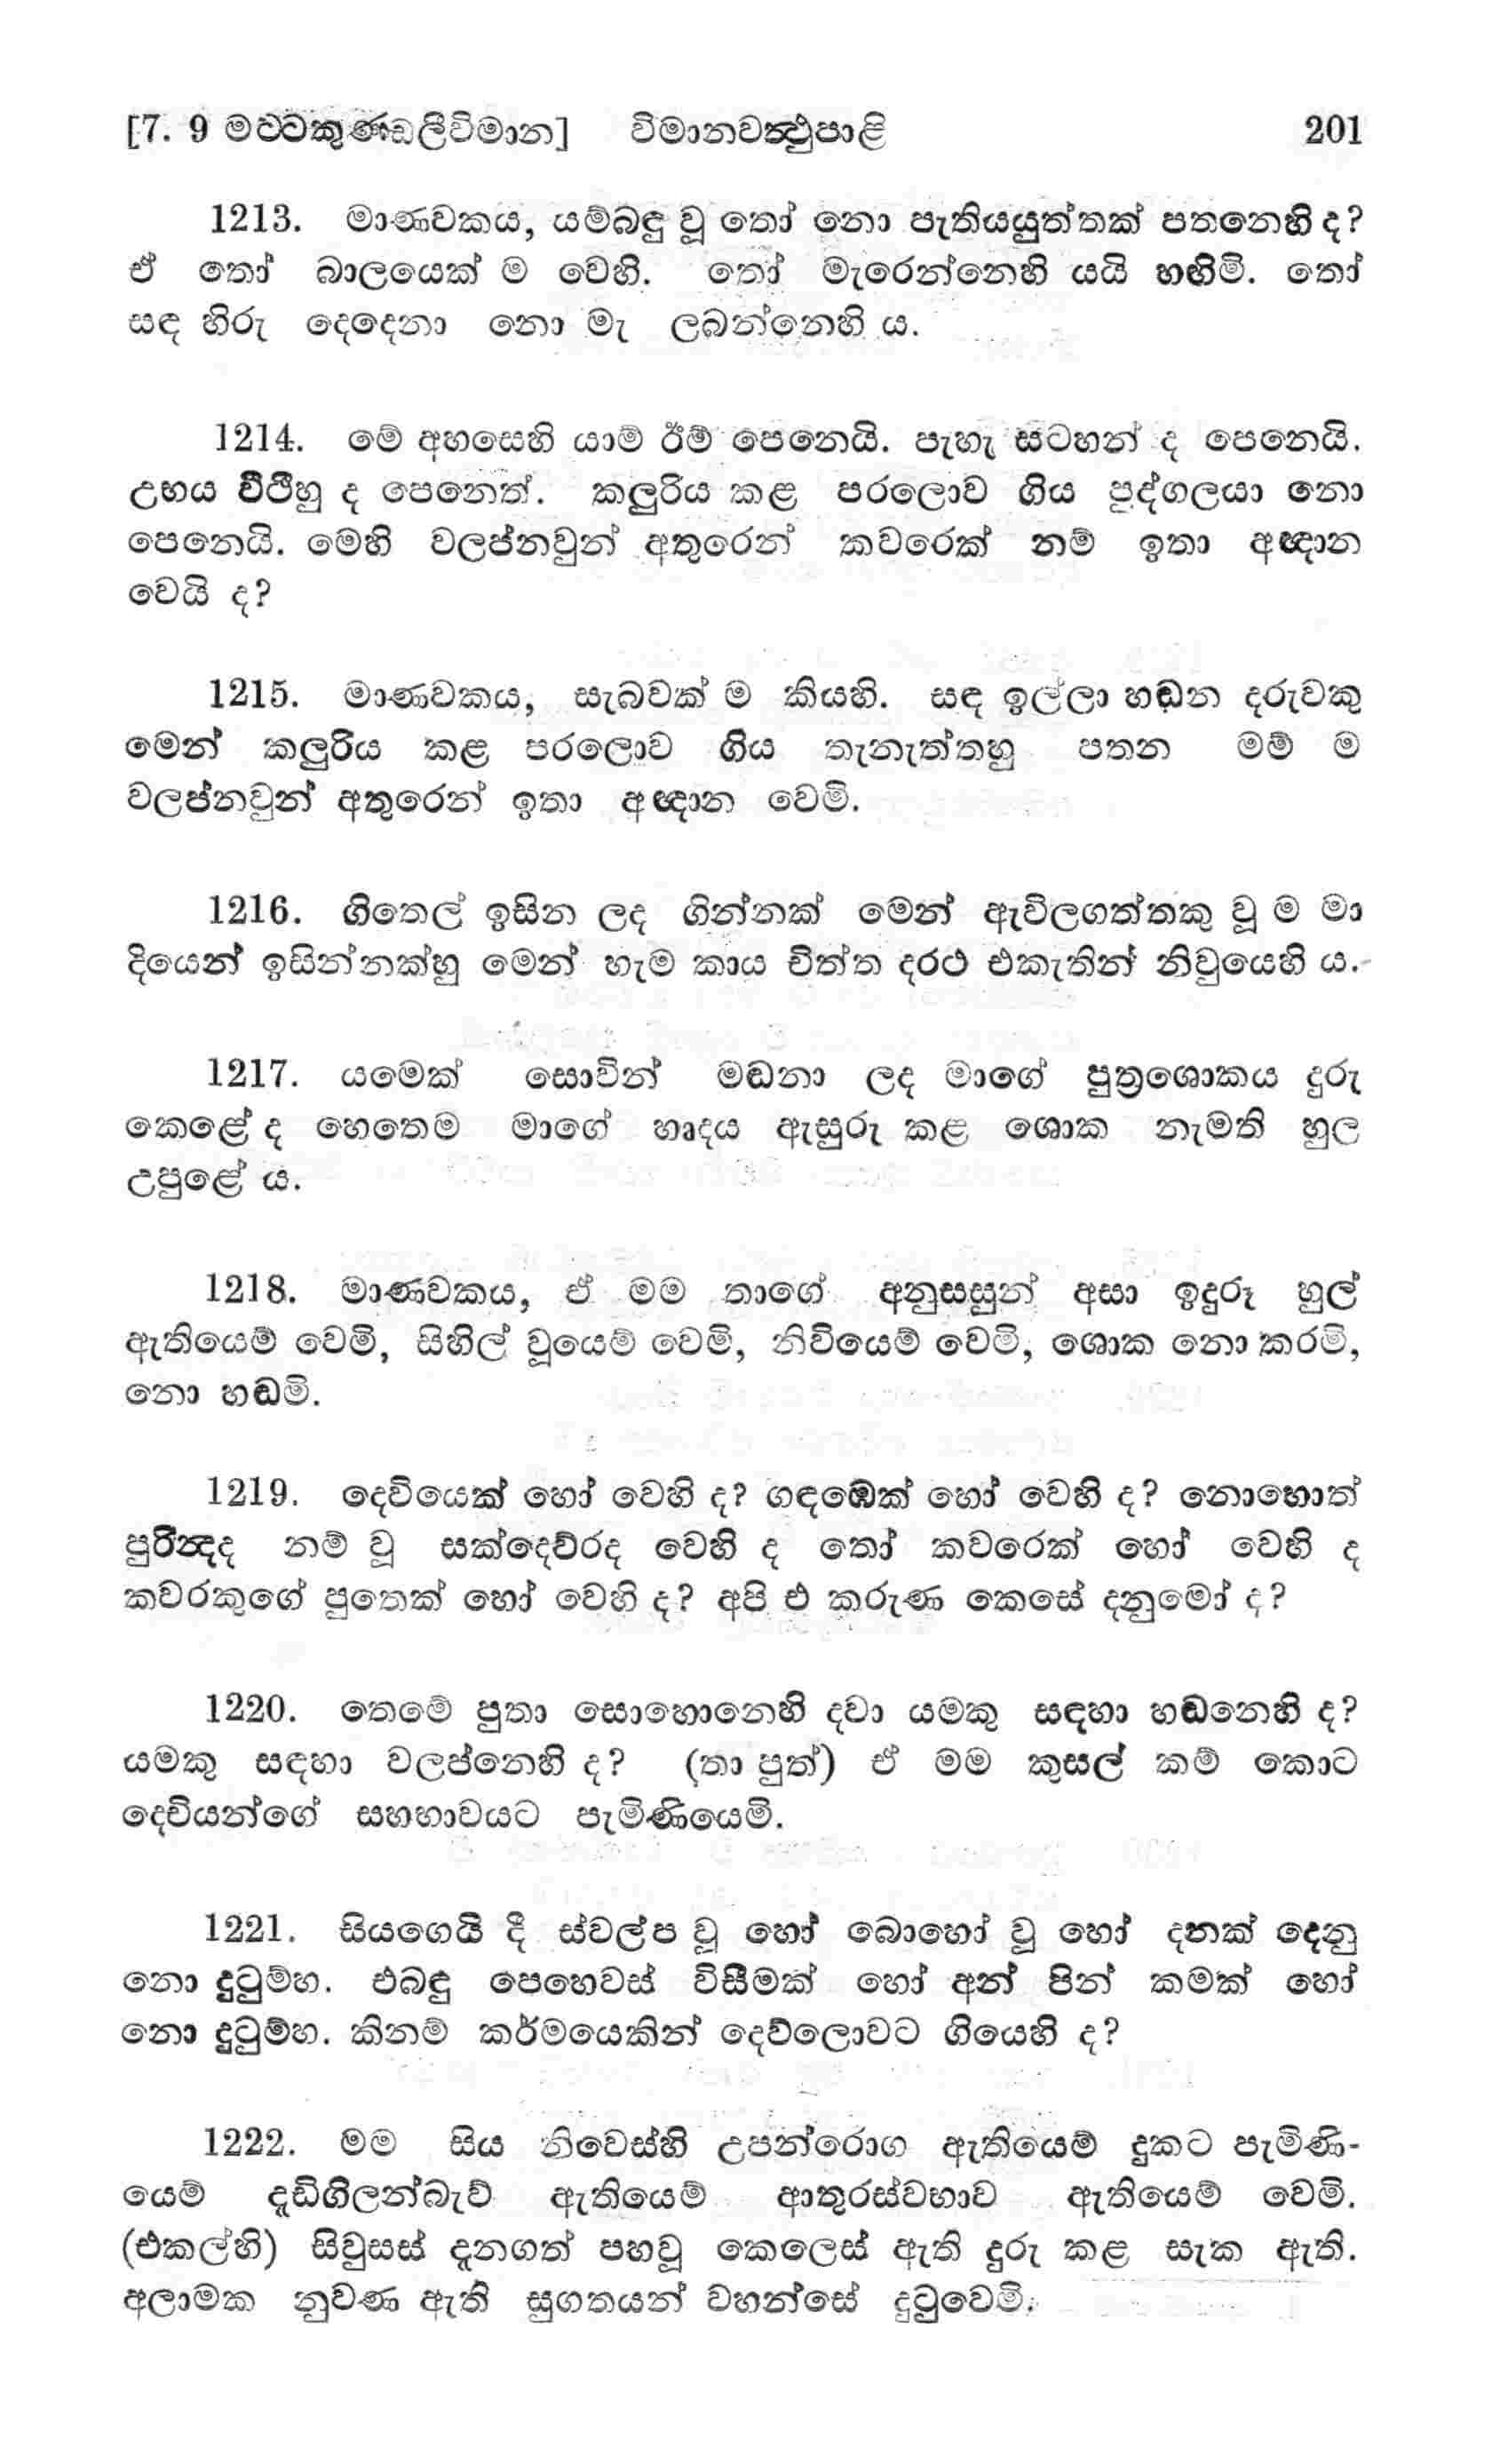 [7. 9 මට්ටකුණ්ඩලීවිමාන] විමානවත්‍ථුපාළි 201
1213. මාණවකය, යම්බඳු වූ තෝ නො පැතියයුත්තක් පතනෙහි ද?
ඒ තෝ බාලයෙක් ම වෙහි. තෝ මැරෙන්නෙහි යයි හඟිමි. තෝ
සඳ හිරු දෙදෙනා නො මැ ලබන්නෙහි ය.
1214. මේ අහසෙහි යාම් ඊම් පෙනෙයි. පැහැ සටහන් ද පෙනෙයි.
උභය වීථිහු ද පෙනෙත්. කලුරිය කළ පරලොව ගිය පුද්ගලයා නො
පෙනෙයි. මෙහි වලප්නවුන් අතුරෙන් කවරෙක් නම් ඉතා අඥාන
වෙයි ද?
1215. මාණවකය, සැබවක් ම කියහි. සඳ ඉල්ලා හඬන දරුවකු
මෙන් කලුරිය කළ පරලොව ගිය තැනැත්තහු පතන මම් ම
වලප්නවුන් අතුරෙන් ඉතා අඥාන වෙමි.
1216. ගිතෙල් ඉසින ලද ගින්නක් මෙන් ඇවිලගත්තකු වූ ම මා
දියෙන් ඉසින්නක්හු මෙන් හැම කාය චිත්ත දරථ එකැතින් නිවුයෙහි ය.
1217. යමෙක් සොවින් මඬනා ලද මාගේ පුත්‍රශොකය දුරු
කෙළේ ද හෙතෙම මාගේ හෘදය ඇසුරු කළ ශොක නැමති හුල
උපුළේ ය.
1218. මාණවකය, ඒ මම තාගේ අනුසසුන් අසා ඉදුරූ හුල්
ඇතියෙම් වෙමි, සිහිල් වූයෙම් වෙමි, නිවියෙම් වෙමි, ශොක නො කරමි,
නො හඬමි.
1219. දෙවියෙක් හෝ වෙහි ද? ගඳඹෙක් හෝ වෙහි ද? නොහොත්
පුරින්‍දද නම් වූ සක්දෙව්රද වෙහි ද තෝ කවරෙක් හෝ වෙහි ද
කවරකුගේ පුතෙක් හෝ වෙහි ද? අපි එ කරුණ කෙසේ දනුමෝ ද?
1220. තෙමේ පුතා සොහොනෙහි දවා යමකු සඳහා හඬනෙහි ද?
යමකු සඳහා වලප්නෙහි ද? (තා පුත්) ඒ මම කුසල් කම් කොට
දෙවියන්ගේ සහභාවයට පැමිණියෙමි.
1221. සියගෙයි දී ස්වල්ප වූ හෝ බොහෝ වූ හෝ දනක් දෙනු
නො දුටුම්හ. එබඳු පෙහෙවස් විසීමක් හෝ අන් පින් කමක් හෝ
නො දුටුම්හ. කිනම් කර්මයෙකින් දෙව්ලොවට ගියෙහි ද?
1222. මම සිය නිවෙස්හි උපන්රොග ඇතියෙම් දුකට පැමිණි-
යෙම් දැඩිගිලන්බැව් ඇතියෙම් ආතුරස්වභාව ඇතියෙම් වෙමි.
(එකල්හි) සිවුසස් දැනගත් පහවූ කෙලෙස් ඇති දුරු කළ සැක ඇති.
අලාමක නුවණ ඇති සුගතයන් වහන්සේ දුටුවෙමි.